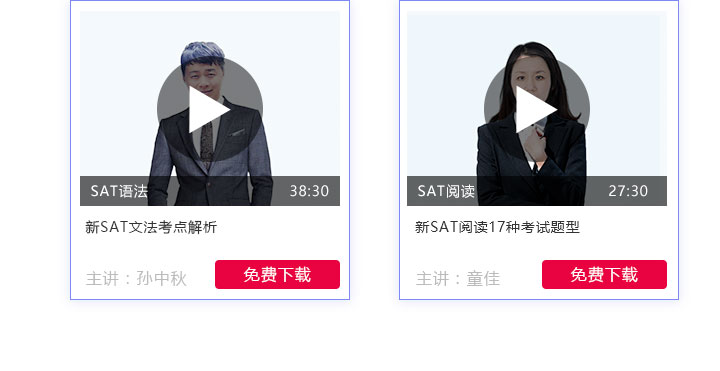 SAT语法 38:30
新SAT文法考点解析
主讲：孙中秋 免费下载
SAT阅读 27:30
新SAT阅读17种考试题型
主讲：童佳 免费下载